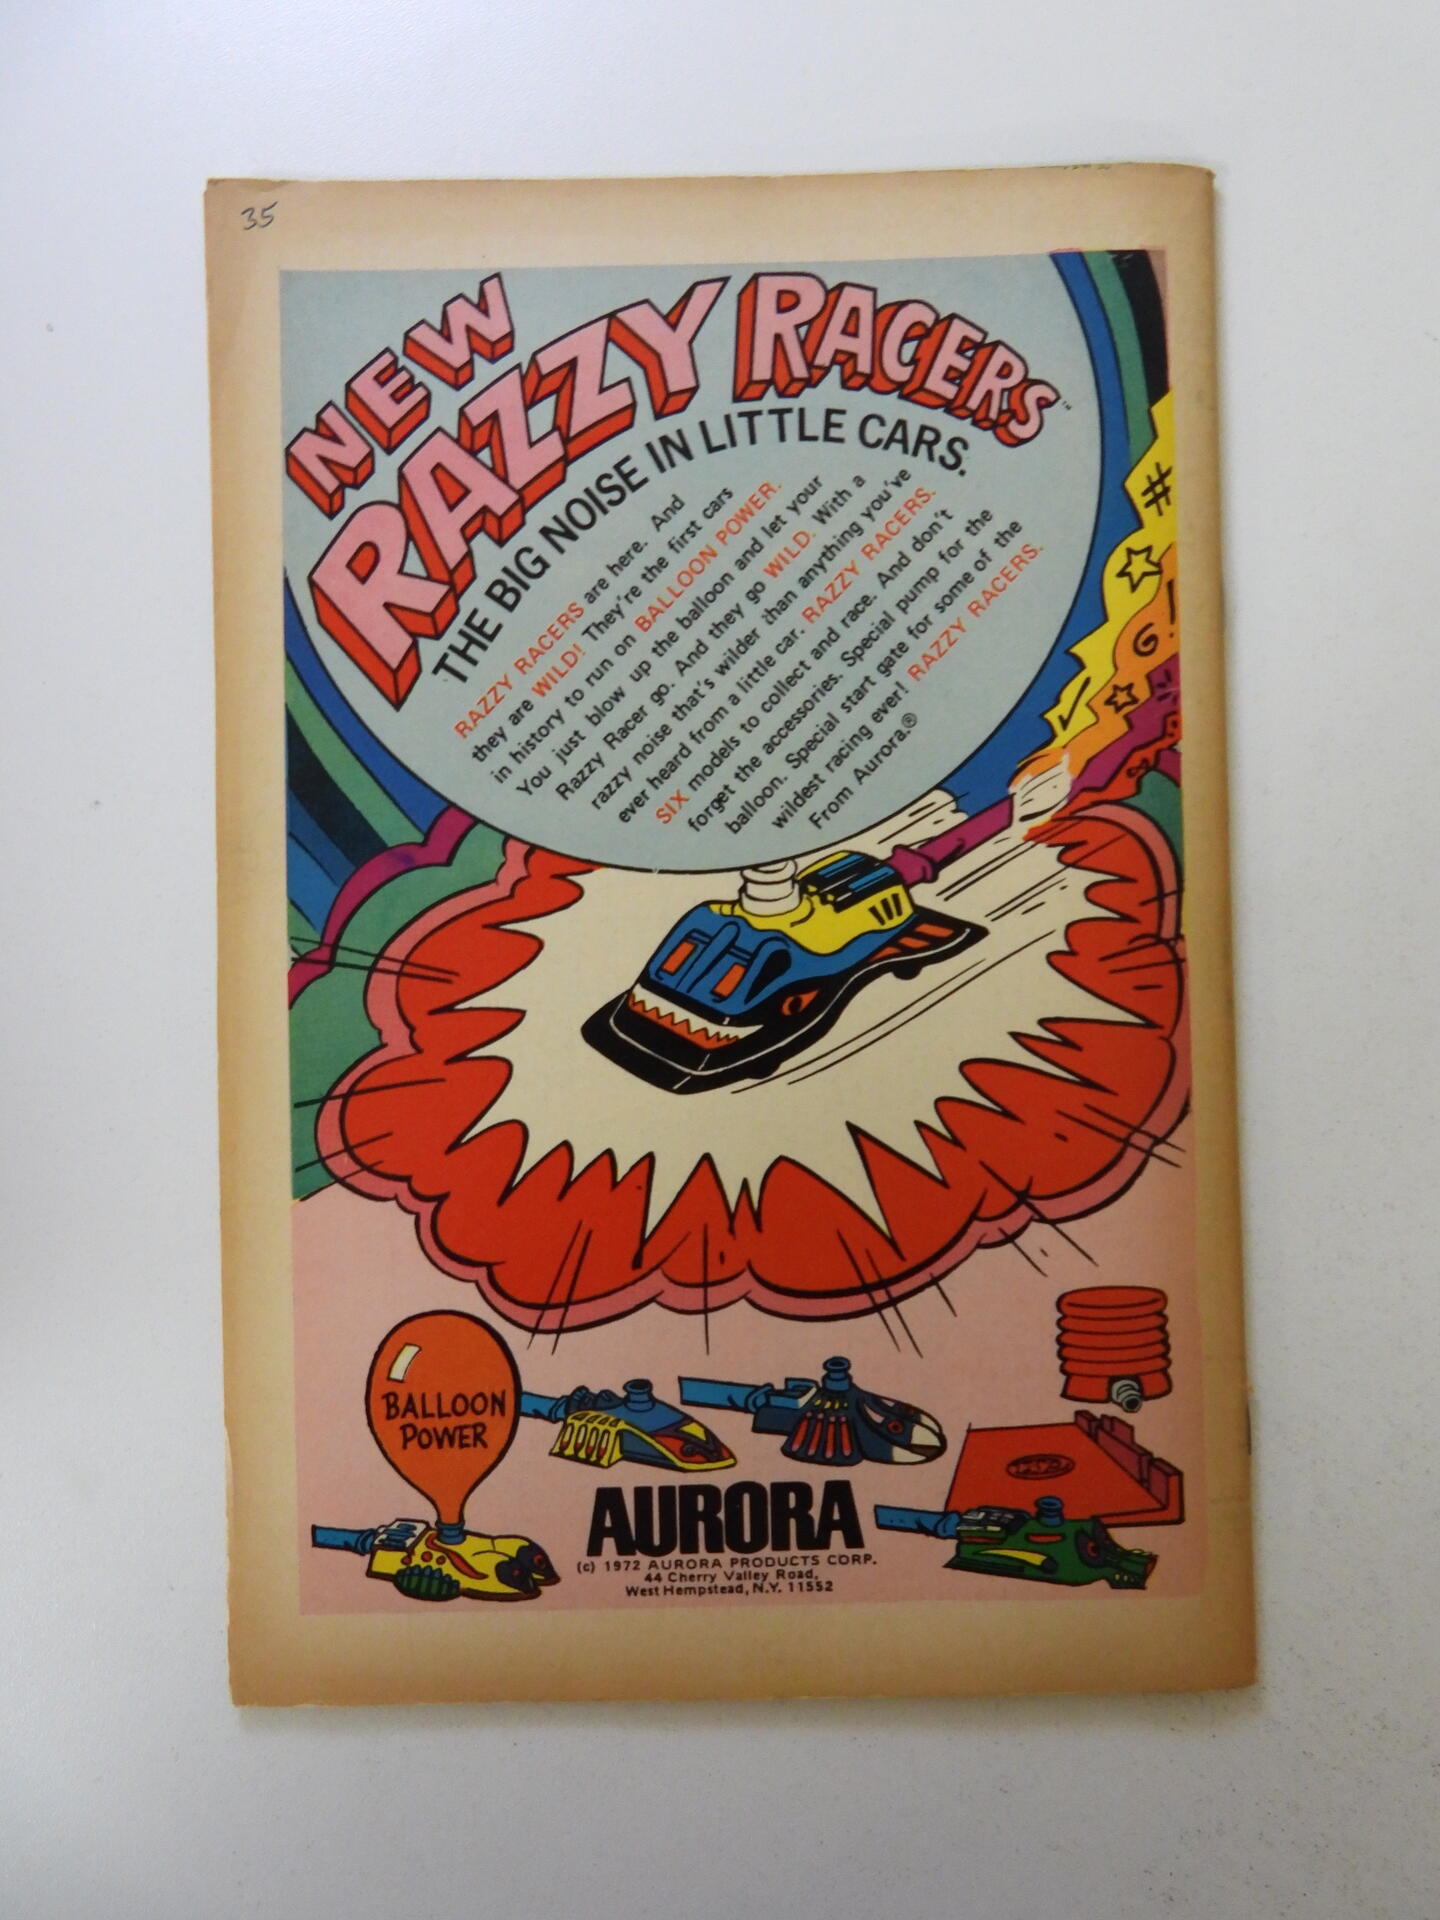 35
NEW
RAZZY RACERS™
THE BIG NOISE IN LITTLE CARS.
RAZZY RACERS are here. And
they are WILD! They're the first cars
in history to run on BALLOON POWER.
You just blow up the balloon and let your
Razzy Racer go. And they go WILD. With a
razzy noise that's wilder than anything you've
ever heard from a little car. RAZZY RACERS.
SIX models to collect and race. And don't
forget the accessories. Special pump for the
balloon. Special start gate for some of the
wildest racing ever! RAZZY RACERS.
From Aurora.®
#
!
BALLOON
POWER
AURORA
(c) 1972 AURORA PRODUCTS CORP.
44 Cherry Valley Road,
West Hempstead, N.Y. 11552